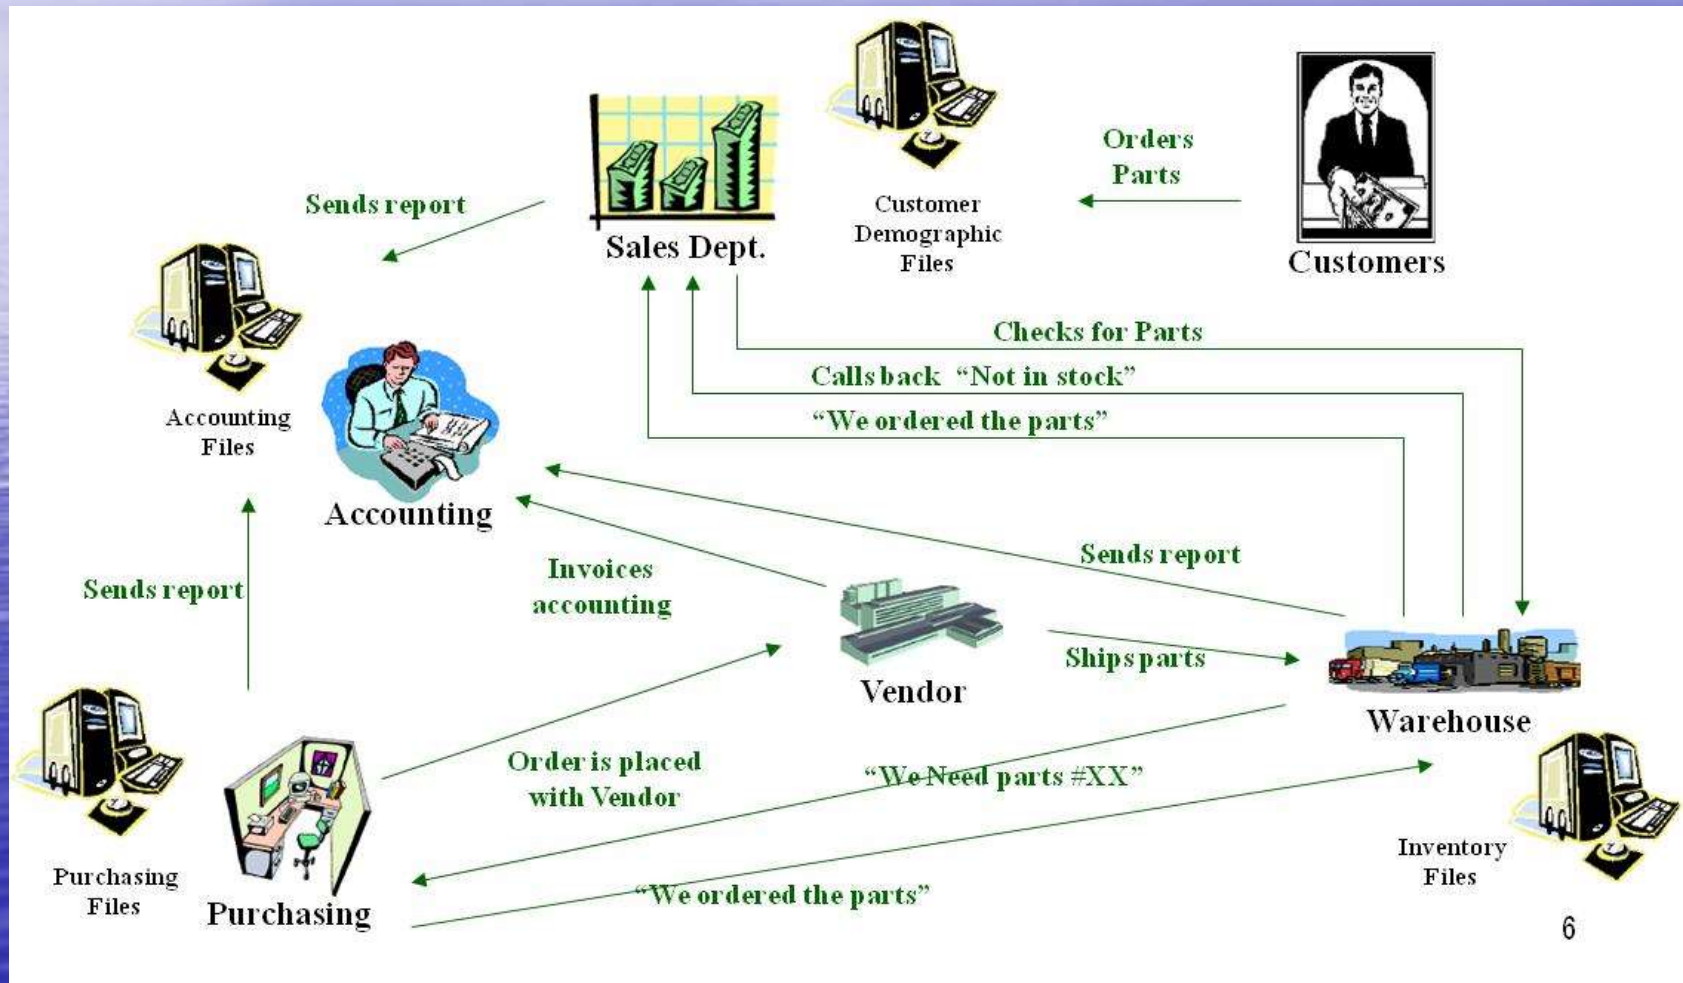 Orders
Parts
Customer
Demographic
Files
Customers
Sends report
Sales Dept.
Checks for Parts
Calls back “Not in stock”
“We ordered the parts”
Accounting
Files
Accounting
Sends report
Invoices
accounting
Sends report
Ships parts
Vendor
Warehouse
Order is placed
with Vendor
“We Need parts #XX”
Purchasing
Files
Purchasing
“We ordered the parts”
Inventory
Files
6